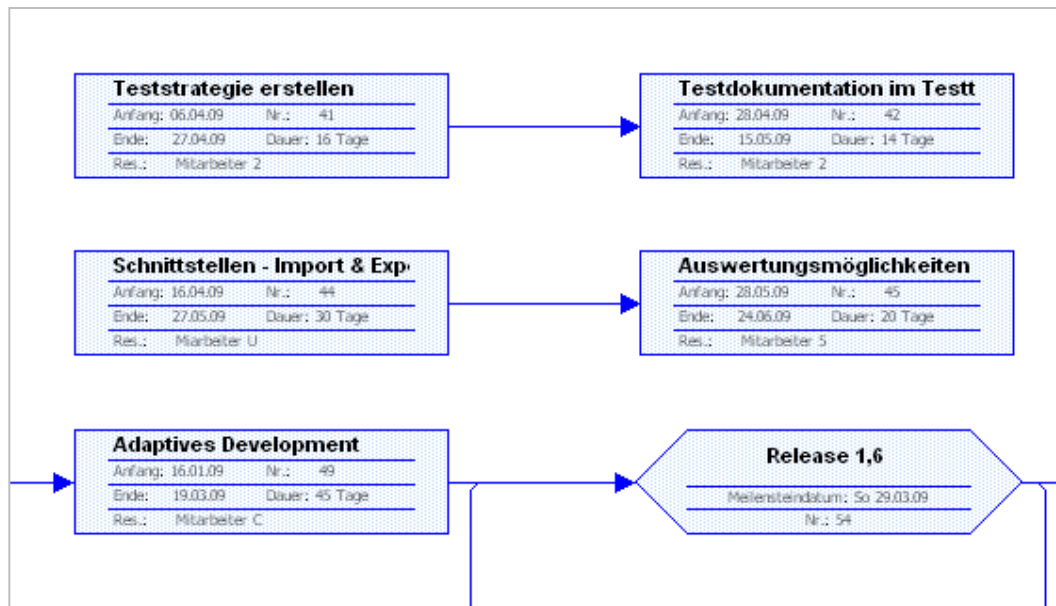 Teststrategie erstellen
Anfang: 06.04.09 Nr.: 41
Ende: 27.04.09 Dauer: 16 Tage
Res.: Mitarbeiter 2
Testdokumentation im Testt
Anfang: 28.04.09 Nr.: 42
Ende: 15.05.09 Dauer: 14 Tage
Res.: Mitarbeiter 2
Schnittstellen - Import & Exp
Anfang: 16.04.09 Nr.: 44
Ende: 27.05.09 Dauer: 30 Tage
Res.: Miarbeiter U
Auswertungsmöglichkeiten
Anfang: 28.05.09 Nr.: 45
Ende: 24.06.09 Dauer: 20 Tage
Res.: Mitarbeiter 5
Adaptives Development
Anfang: 16.01.09 Nr.: 49
Ende: 19.03.09 Dauer: 45 Tage
Res.: Mitarbeiter C
Release 1,6
Meilensteindatum: So 29.03.09
Nr.: 54